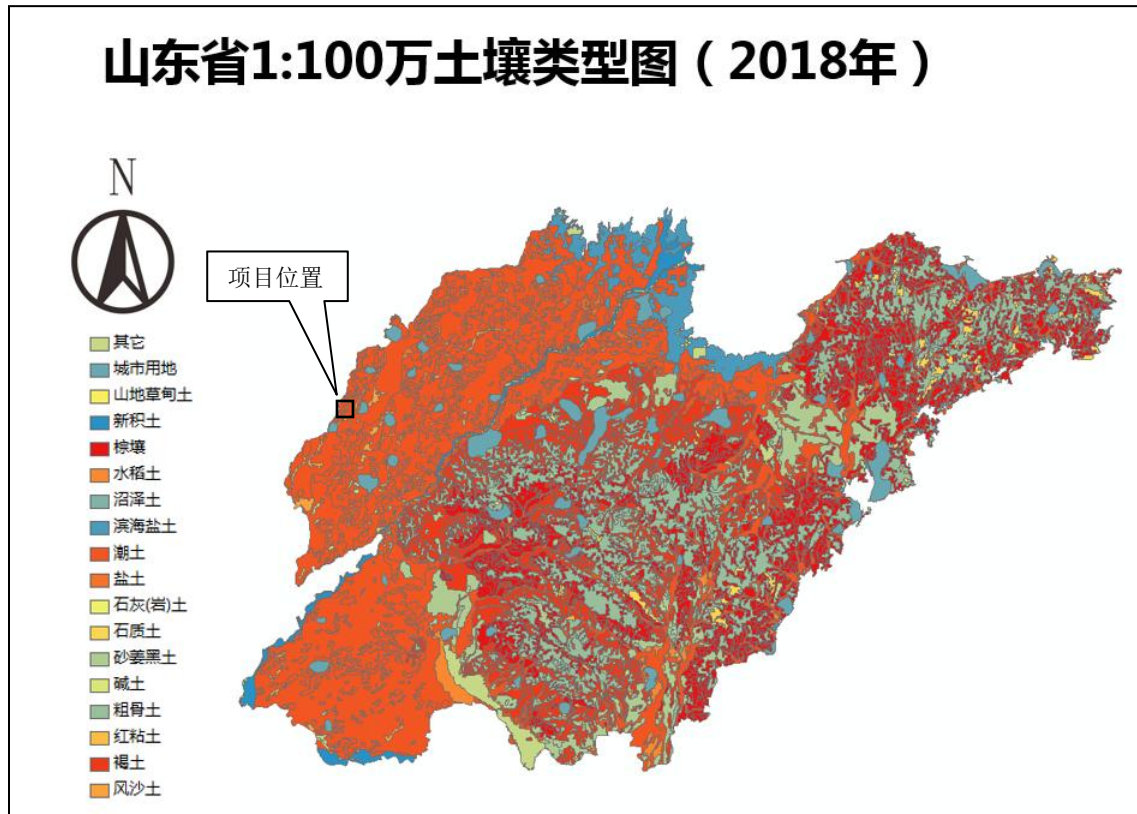 山东省1:100万土壤类型图（2018年）
N
项目位置
其它
城市用地
山地草甸土
新积土
棕壤
水稻土
沼泽土
滨海盐土
潮土
盐土
石灰(岩)土
石质土
砂姜黑土
碱土
粗骨土
红粘土
褐土
风沙土